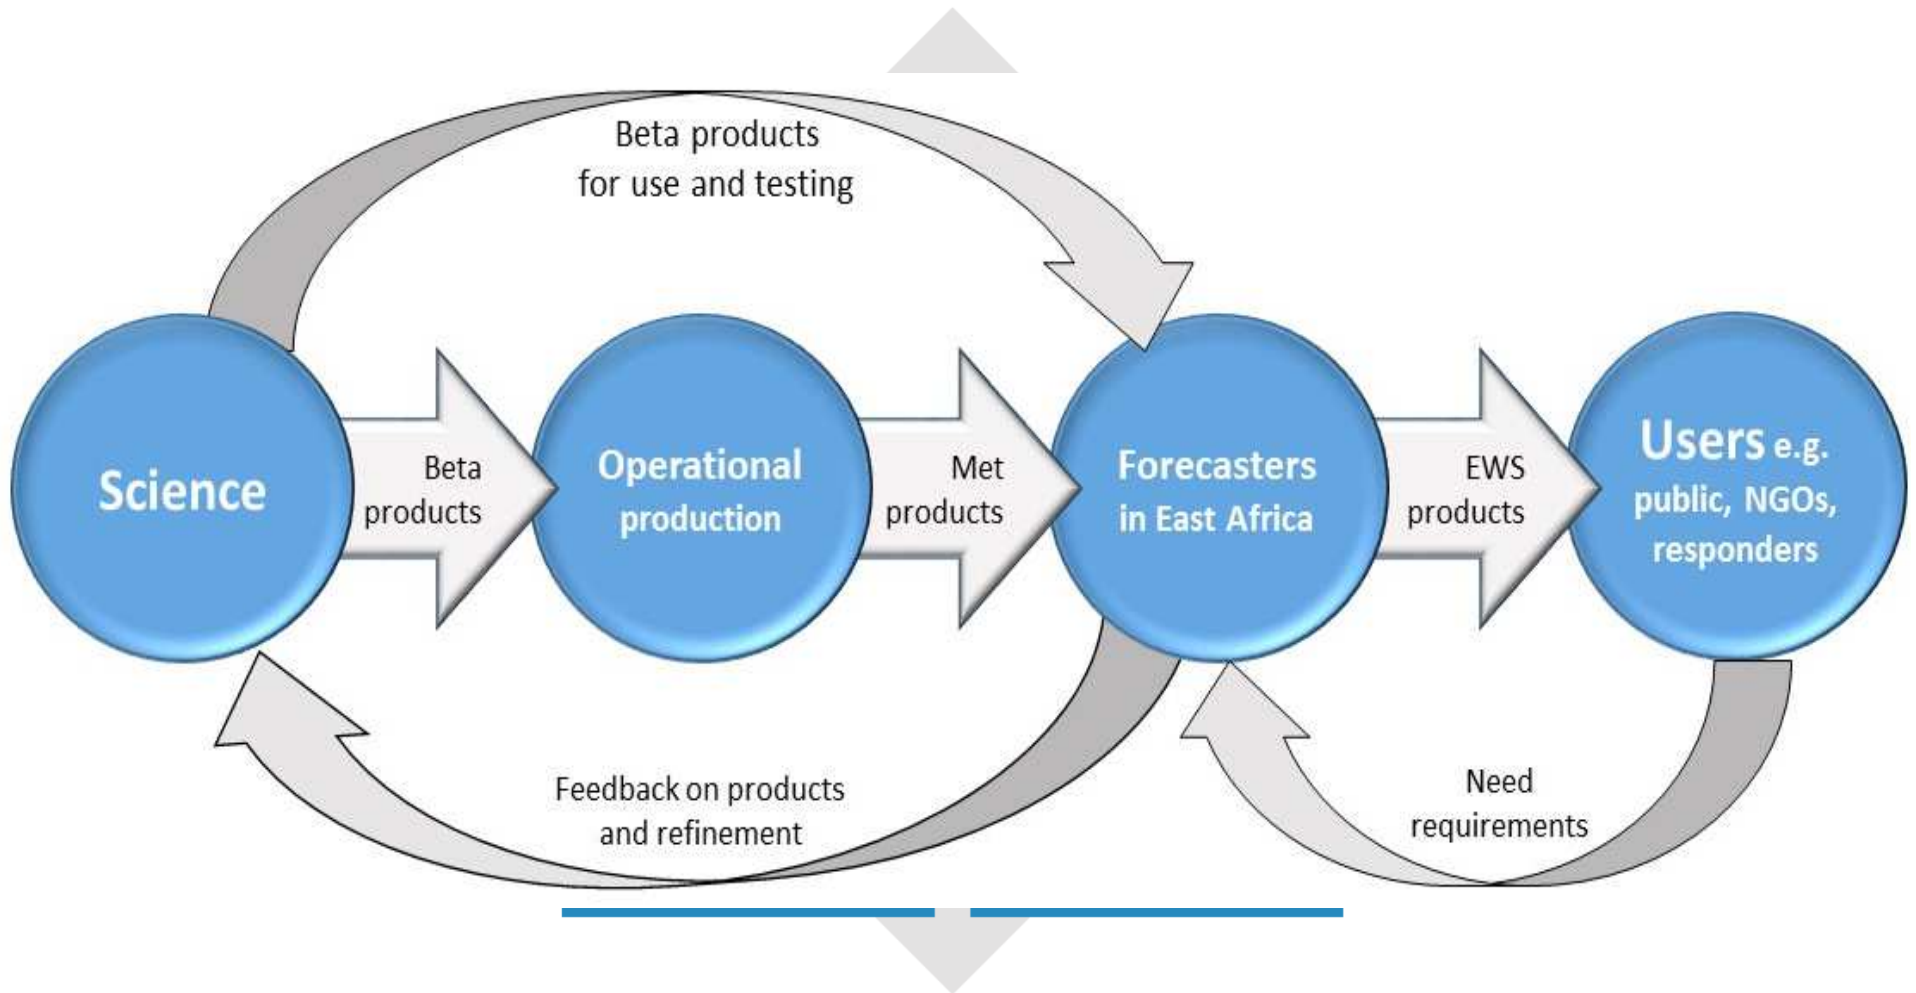 Beta products
for use and testing
Science
Beta
products
Operational
production
Met
products
Forecasters
in East Africa
EWS
products
Users e.g.
public, NGOs,
responders
Feedback on products
and refinement
Need
requirements